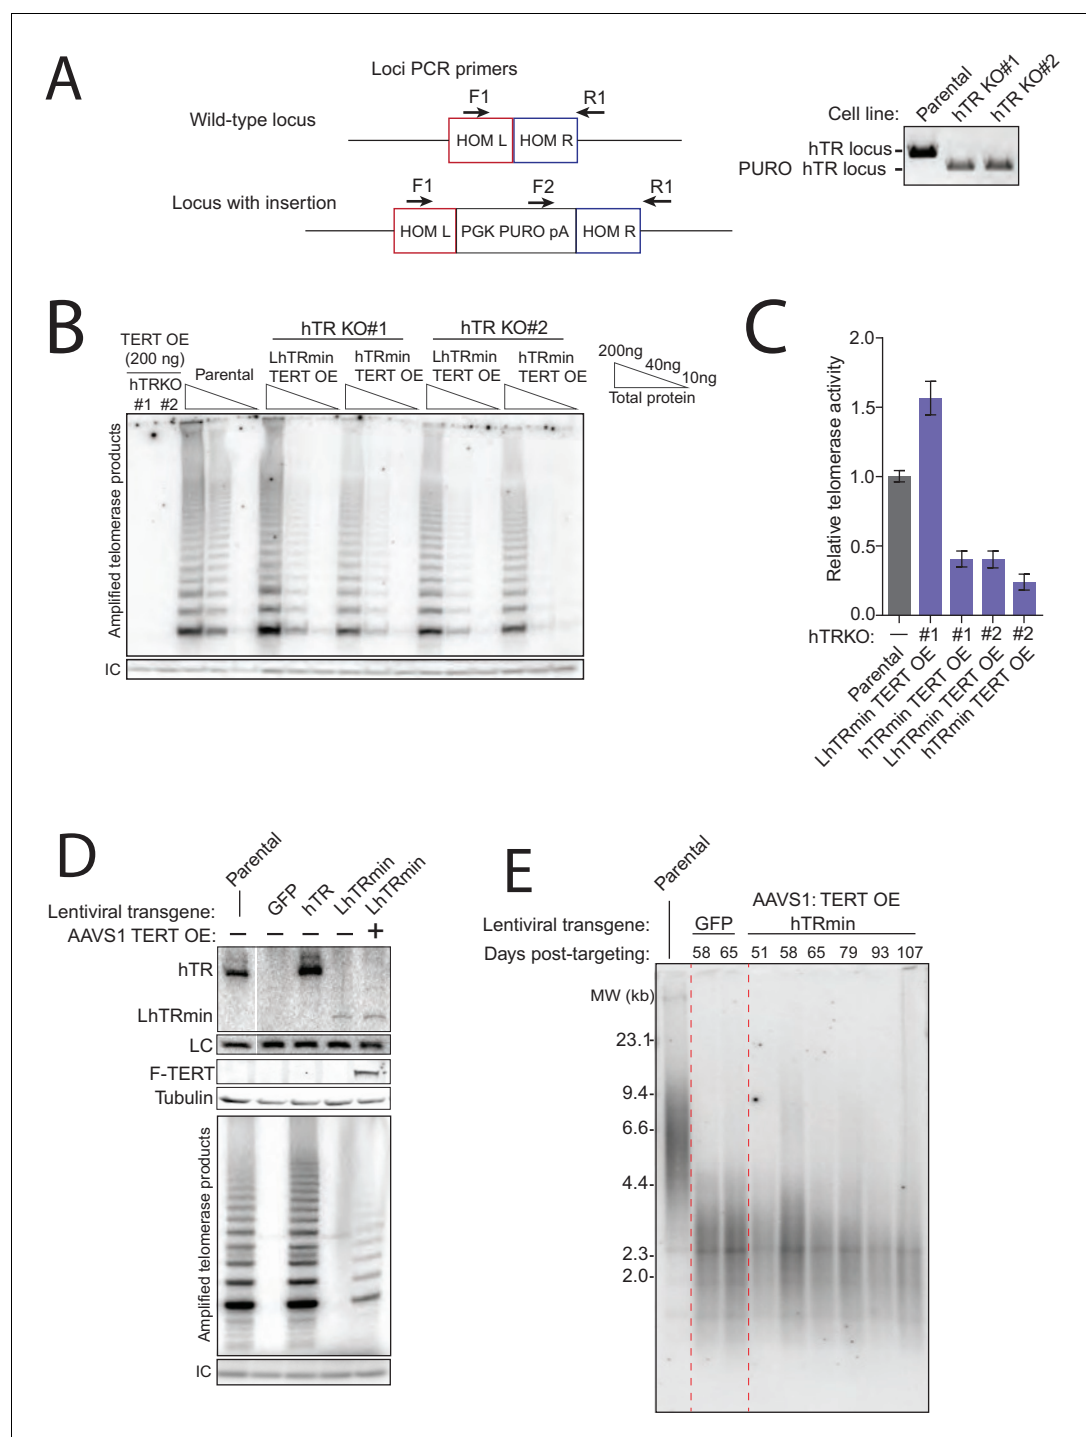 A
Loci PCR primers
F1
R1
Wild-type locus
HOM L
HOM R
F1
F2
R1
Locus with insertion
HOM L
PGK PURO pA
HOM R
Cell line:
Parental
hTR KO#1
hTR KO#2
hTR locus
PURO hTR locus
B
TERT OE
(200 ng)
hTRKO
#1 #2
Parental
hTR KO#1
hTR KO#2
LhTRmin
TERT OE
hTRmin
TERT OE
LhTRmin
TERT OE
hTRmin
TERT OE
200ng
40ng
10ng
Total protein
Amplified telomerase products
IC
C
Relative telomerase activity
2.0
1.5
1.0
0.5
0.0
hTRKO: — #1 #1 #2 #2
Parental
LhTRmin TERT OE
hTRmin TERT OE
LhTRmin TERT OE
hTRmin TERT OE
D
Parental
GFP
hTR
LhTRmin
LhTRmin
Lentiviral transgene:
AAVS1 TERT OE: – – – – +
hTR
LhTRmin
LC
F-TERT
Tubulin
Amplified telomerase products
IC
E
Parental
AAVS1: TERT OE
Lentiviral transgene: GFP hTRmin
Days post-targeting: 58 65 51 58 65 79 93 107
MW (kb)
23.1-
9.4-
6.6-
4.4-
2.3-
2.0-